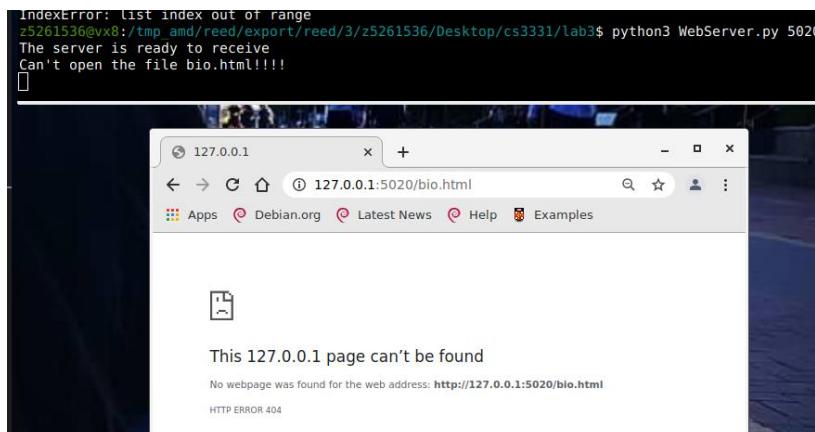 IndexError: list index out of range
z5261536@vx8:/tmp_amd/reed/export/reed/3/z5261536/Desktop/cs3331/lab3$ python3 WebServer.py 5020
The server is ready to receive
Can't open the file bio.html!!!!
127.0.0.1
127.0.0.1:5020/bio.html
Apps Debian.org Latest News Help Examples
This 127.0.0.1 page can’t be found
No webpage was found for the web address: http://127.0.0.1:5020/bio.html
HTTP ERROR 404